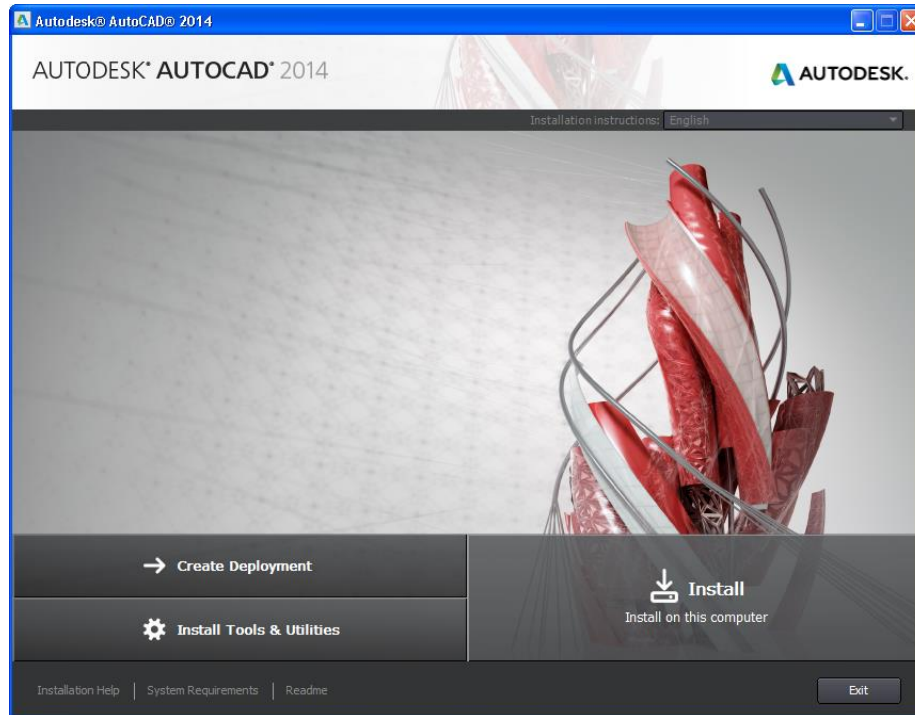 Autodesk® AutoCAD® 2014
AUTODESK® AUTOCAD® 2014
AUTODESK.
Installation instructions: English
Create Deployment
Install Tools & Utilities
Install
Install on this computer
Installation Help | System Requirements | Readme
Exit